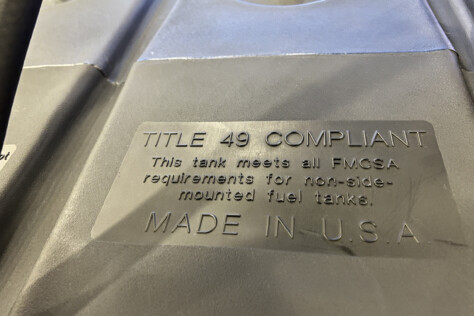 TITLE 49 COMPLIANT
This tank meets all FMCSA
requirements for non-side-
mounted fuel tanks.
MADE IN U.S.A